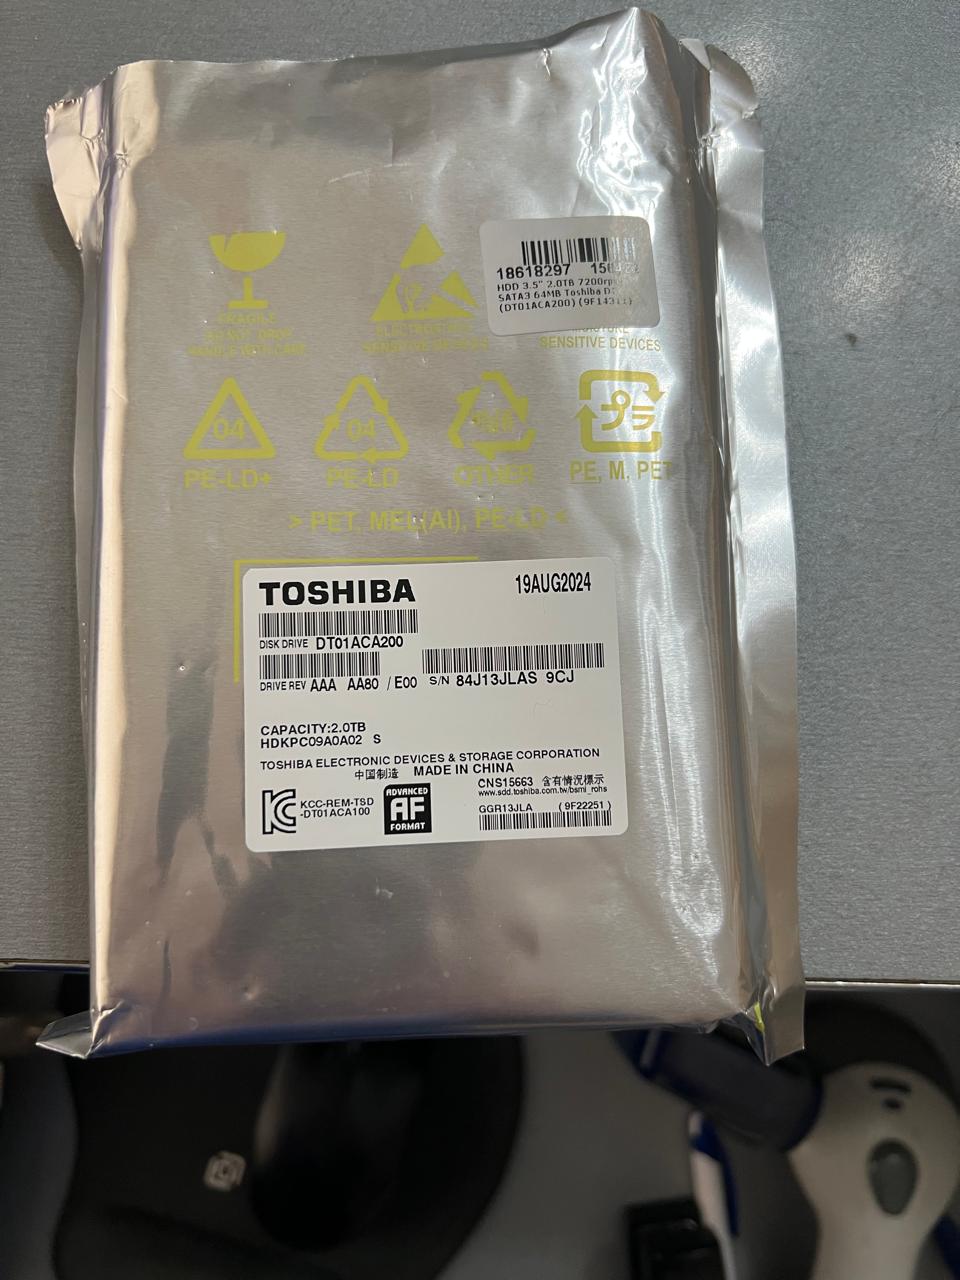 18618297
HDD 3.5" 2.0TB 7200rpm
SATA3 64MB Toshiba
(DT01ACA200)
FRAGILE
DO NOT DROP
HANDLE WITH CARE
ELECTROSTATIC
SENSITIVE DEVICES
MOISTURE
SENSITIVE DEVICES
04
PE-LD+
04
PE-LD
OTHER
プラ
PE, M, PET
> PET, MEL(Al), PE-LD <
TOSHIBA
19AUG2024
DISK DRIVE DT01ACA200
DRIVE REV AAA AA80 / E00
S/N 84J13JLAS 9CJ
CAPACITY:2.0TB
HDKPC09A0A02 S
TOSHIBA ELECTRONIC DEVICES & STORAGE CORPORATION
中国制造 MADE IN CHINA
CNS15663 含有情況標示
www.sdd.toshiba.com.tw/bsmi_rohs
KCC-REM-TSD
-DT01ACA100
ADVANCED
AF
FORMAT
GGR13JLA (9F22251)